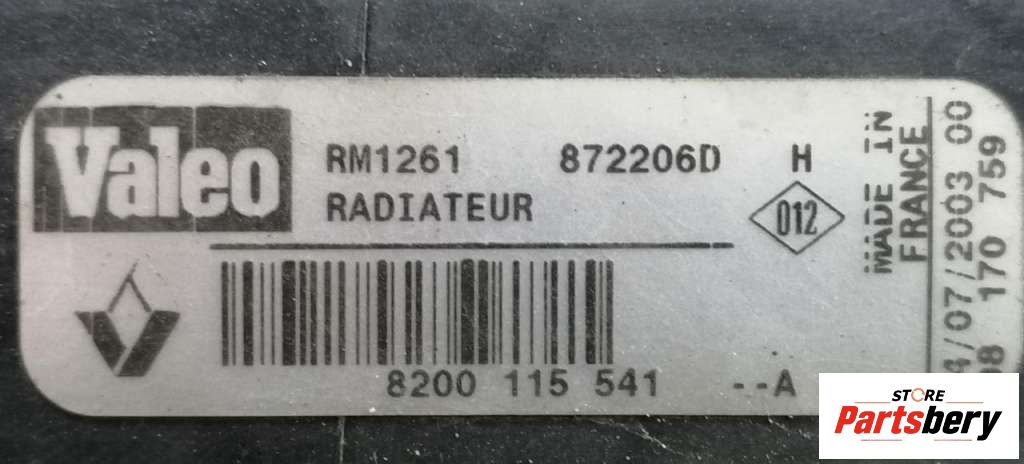 Valeo
RM1261 872206D H
RADIATEUR
012
8200 115 541 --A
MADE IN
FRANCE
/07/2003 00
170 759
STORE
Partsbery